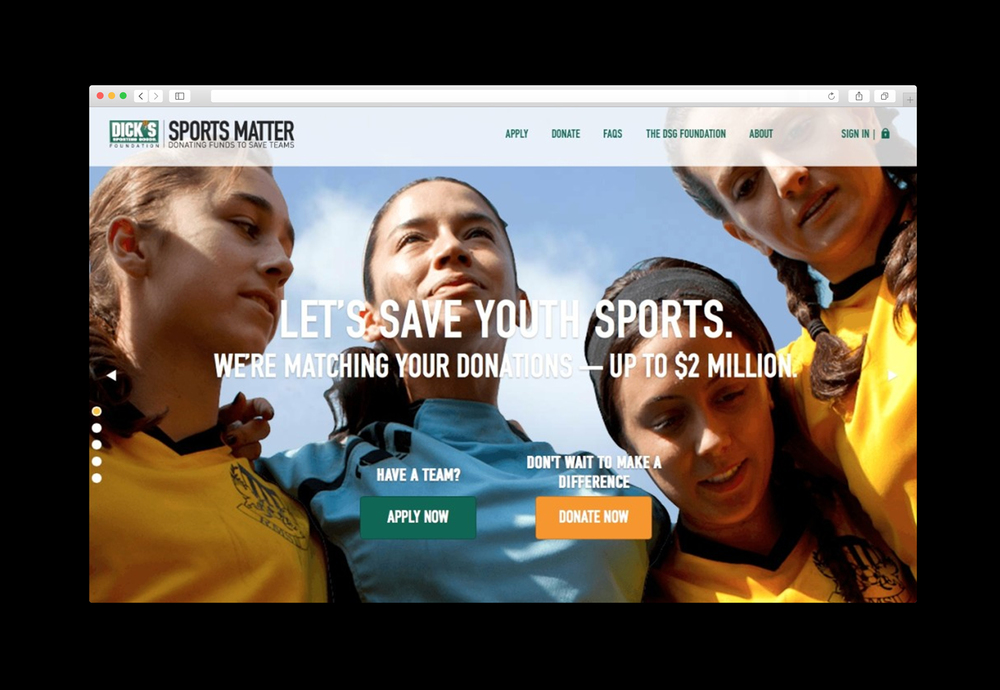 DICK'S
SPORTING GOODS
FOUNDATION
SPORTS MATTER
DONATING FUNDS TO SAVE TEAMS
APPLY DONATE FAQS THE DSG FOUNDATION ABOUT SIGN IN |
LET'S SAVE YOUTH SPORTS.
WE'RE MATCHING YOUR DONATIONS — UP TO $2 MILLION.
HAVE A TEAM?
APPLY NOW
DON'T WAIT TO MAKE A
DIFFERENCE
DONATE NOW